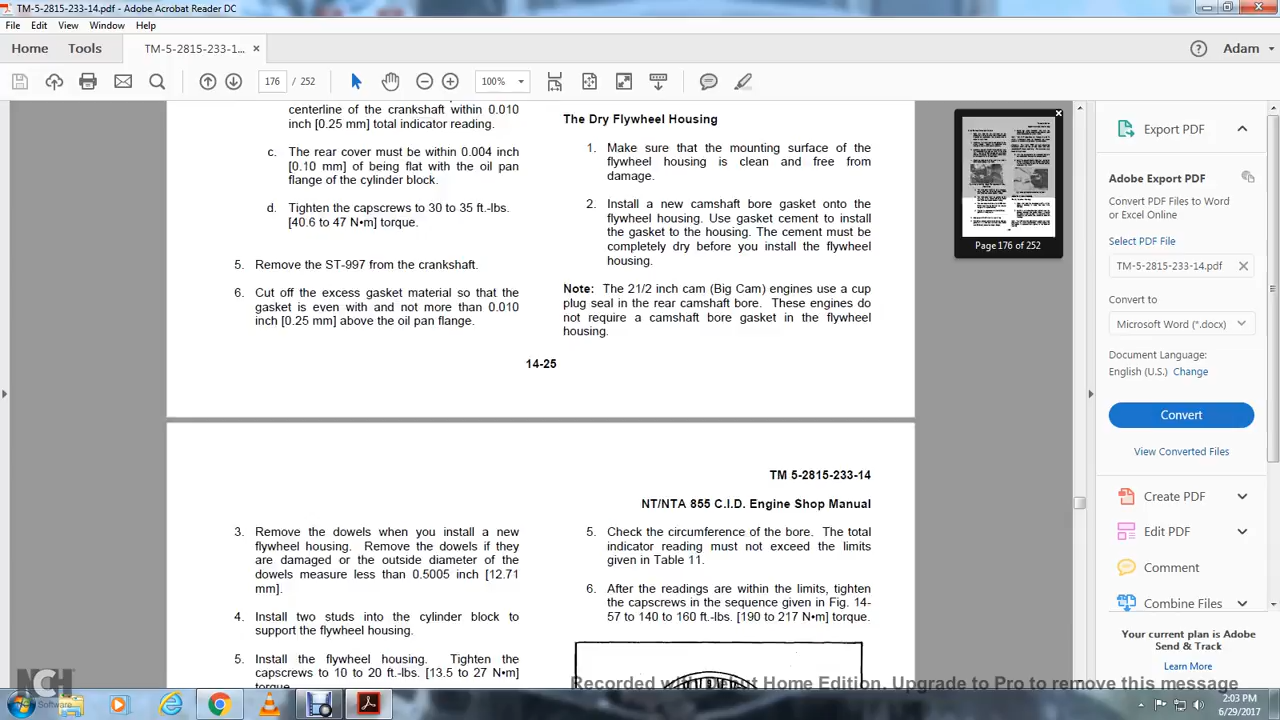 TM-5-2815-233-14.pdf - Adobe Acrobat Reader DC
File Edit View Window Help
Home Tools TM-5-2815-233-1... × Adam
176 / 252 100%
centerline of the crankshaft within 0.010
inch [0.25 mm] total indicator reading.
c. The rear cover must be within 0.004 inch
[0.10 mm] of being flat with the oil pan
flange of the cylinder block.
d. Tighten the capscrews to 30 to 35 ft.-lbs.
[40.6 to 47 N•m] torque.
5. Remove the ST-997 from the crankshaft.
6. Cut off the excess gasket material so that the
gasket is even with and not more than 0.010
inch [0.25 mm] above the oil pan flange.
The Dry Flywheel Housing
1. Make sure that the mounting surface of the
flywheel housing is clean and free from
damage.
2. Install a new camshaft bore gasket onto the
flywheel housing. Use gasket cement to install
the gasket to the housing. The cement must be
completely dry before you install the flywheel
housing.
Note: The 21/2 inch cam (Big Cam) engines use a cup
plug seal in the rear camshaft bore. These engines do
not require a camshaft bore gasket in the flywheel
housing.
14-25
TM 5-2815-233-14
NT/NTA 855 C.I.D. Engine Shop Manual
3. Remove the dowels when you install a new
flywheel housing. Remove the dowels if they
are damaged or the outside diameter of the
dowels measure less than 0.5005 inch [12.71
mm].
4. Install two studs into the cylinder block to
support the flywheel housing.
5. Install the flywheel housing. Tighten the
capscrews to 10 to 20 ft.-lbs. [13.5 to 27 N•m]
torque.
5. Check the circumference of the bore. The total
indicator reading must not exceed the limits
given in Table 11.
6. After the readings are within the limits, tighten
the capscrews in the sequence given in Fig. 14-
57 to 140 to 160 ft.-lbs. [190 to 217 N•m] torque.
Page 176 of 252
Export PDF
Adobe Export PDF
Convert PDF Files to Word
or Excel Online
Select PDF File
TM-5-2815-233-14.pdf
Convert to
Microsoft Word (*.docx)
Document Language:
English (U.S.) Change
Convert
View Converted Files
Create PDF
Edit PDF
Comment
Combine Files
Your current plan is Adobe
Send & Track
Learn More
NCH
Software
Home Edition. Upgrade to Pro to remove this message
2:03 PM
6/29/2017